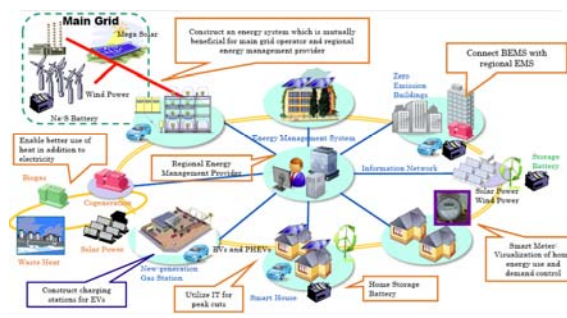 Main Grid
Mega Solar
Wind Power
Na-S Battery
Construct an energy system which is mutually
beneficial for main grid operator and regional
energy management provider
Connect BEMS with
regional EMS
Zero
Emission
Buildings
Enable better use of
heat in addition to
electricity
Energy Management System
Regional Energy
Management Provider
Information Network
Storage
Battery
Solar Power
Wind Power
Biogas
Cogeneration
Waste Heat
Solar Power
New-generation
Gas Station
EVs and PHEVs
Construct charging
stations for EVs
Utilize IT for
peak cuts
Smart House
Home Storage
Battery
Smart Meter-
Visualization of home
energy use and
demand control